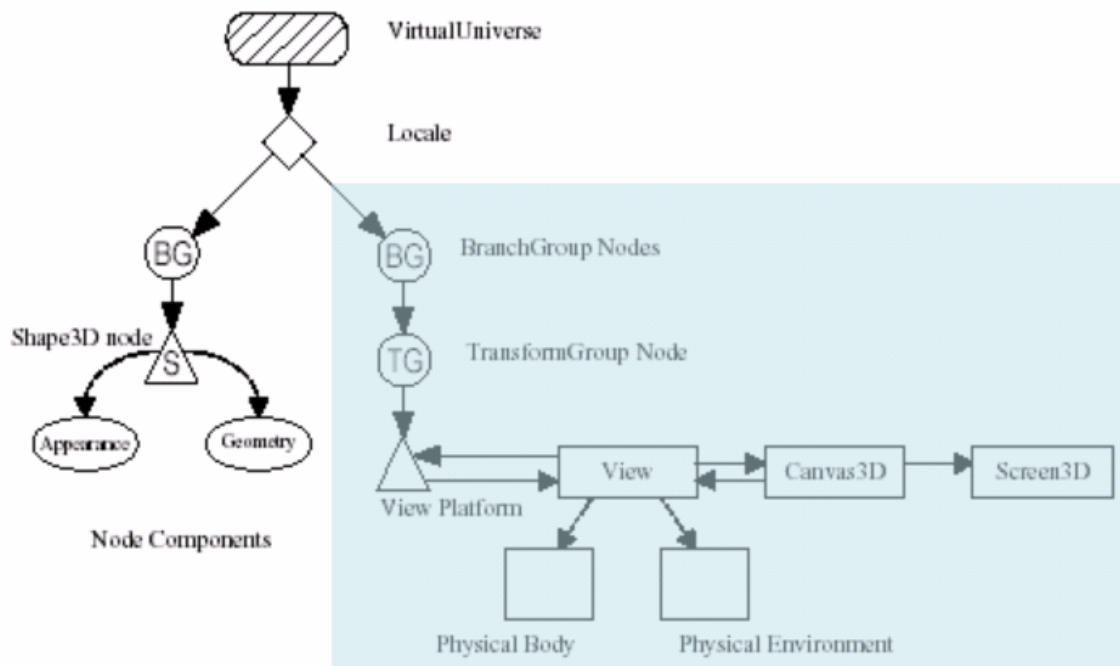 VirtualUniverse
Locale
BG
BG
BranchGroup Nodes
Shape3D node
S
TG
TransformGroup Node
Appearance
Geometry
View
Canvas3D
Screen3D
View Platform
Node Components
Physical Body
Physical Environment